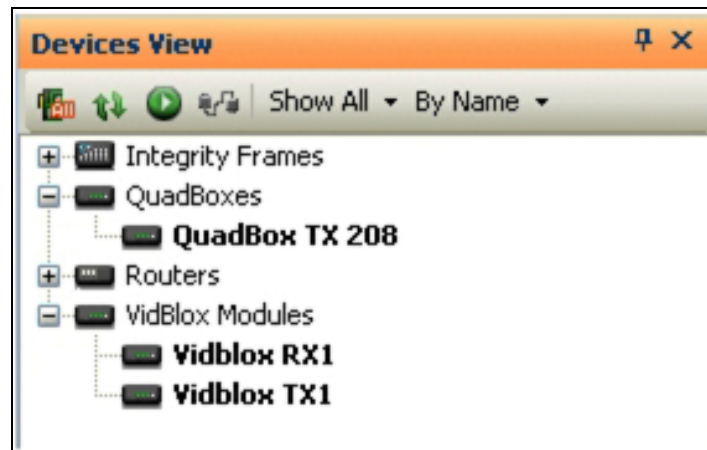 Devices View
All Show All By Name
Integrity Frames
QuadBoxes
QuadBox TX 208
Routers
VidBlox Modules
Vidblox RX1
Vidblox TX1